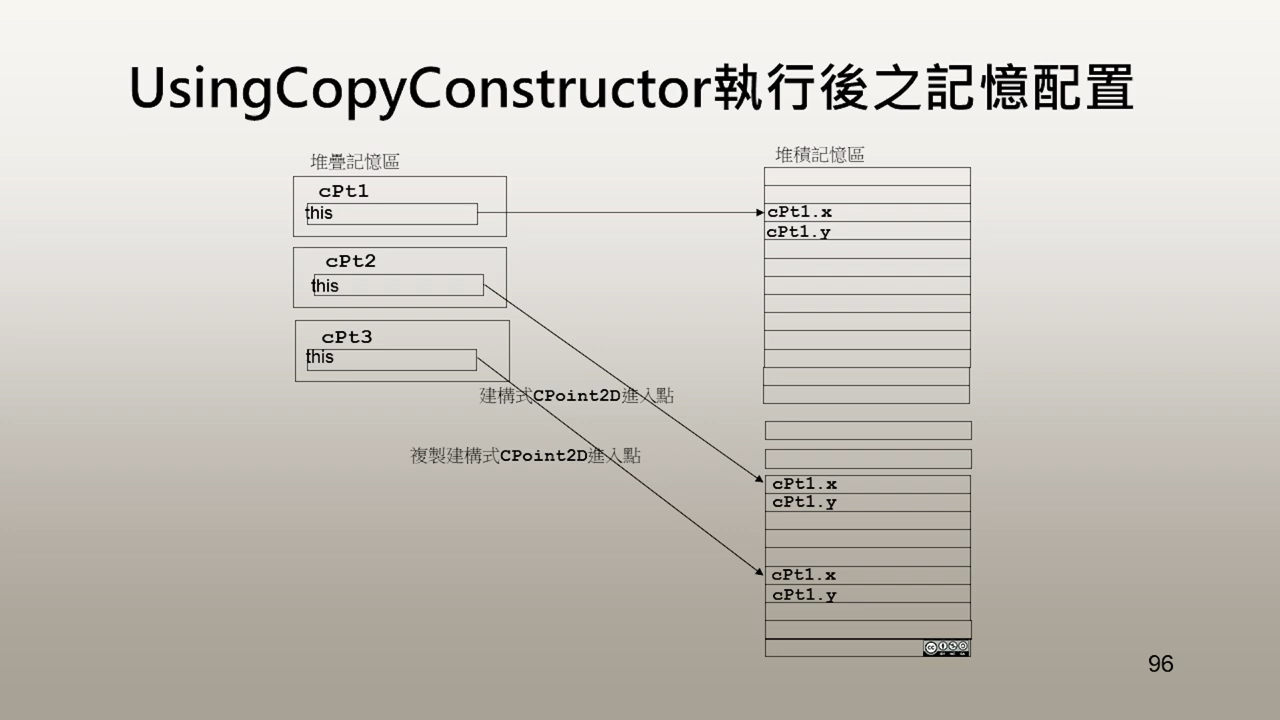 UsingCopyConstructor執行後之記憶配置
堆疊記憶區
堆積記憶區
cPt1
this
cPt1.x
cPt1.y
cPt2
this
cPt3
this
建構式CPoint2D進入點
複製建構式CPoint2D進入點
cPt1.x
cPt1.y
cPt1.x
cPt1.y
96